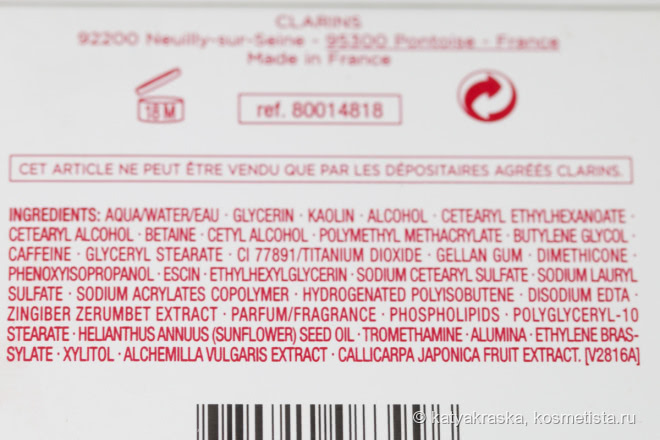 CLARINS
92200 Neuilly-sur-Seine - 95300 Pontoise - France
Made in France
18 M
ref. 80014818
CET ARTICLE NE PEUT ÊTRE VENDU QUE PAR LES DÉPOSITAIRES AGRÉÉS CLARINS.
INGREDIENTS: AQUA/WATER/EAU · GLYCERIN · KAOLIN · ALCOHOL · CETEARYL ETHYLHEXANOATE ·
CETEARYL ALCOHOL · BETAINE · CETYL ALCOHOL · POLYMETHYL METHACRYLATE · BUTYLENE GLYCOL ·
CAFFEINE · GLYCERYL STEARATE · CI 77891/TITANIUM DIOXIDE · GELLAN GUM · DIMETHICONE ·
PHENOXYISOPROPANOL · ESCIN · ETHYLHEXYLGLYCERIN · SODIUM CETEARYL SULFATE · SODIUM LAURYL
SULFATE · SODIUM ACRYLATES COPOLYMER · HYDROGENATED POLYISOBUTENE · DISODIUM EDTA ·
ZINGIBER ZERUMBET EXTRACT · PARFUM/FRAGRANCE · PHOSPHOLIPIDS · POLYGLYCERYL-10
STEARATE · HELIANTHUS ANNUUS (SUNFLOWER) SEED OIL · TROMETHAMINE · ALUMINA · ETHYLENE BRAS-
SYLATE · XYLITOL · ALCHEMILLA VULGARIS EXTRACT · CALLICARPA JAPONICA FRUIT EXTRACT. [V2816A]
© katyakraska, kosmetista.ru